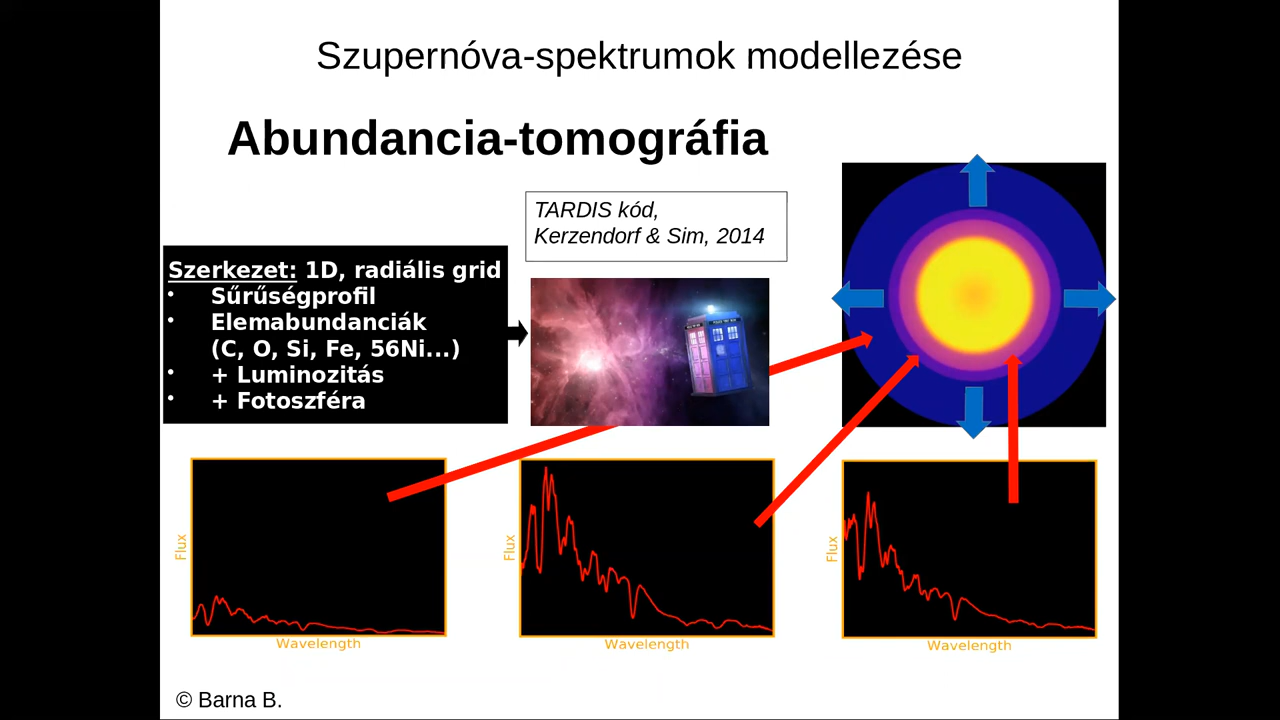 Szupernóva-spektrumok modellezése
Abundancia-tomográfia
TARDIS kód,
Kerzendorf & Sim, 2014
Szerkezet: 1D, radiális grid
• Sűrűségprofil
• Elemabundanciák
(C, O, Si, Fe, 56Ni...)
• + Luminozitás
• + Fotoszféra
Flux
Wavelength
Flux
Wavelength
Flux
Wavelength
© Barna B.